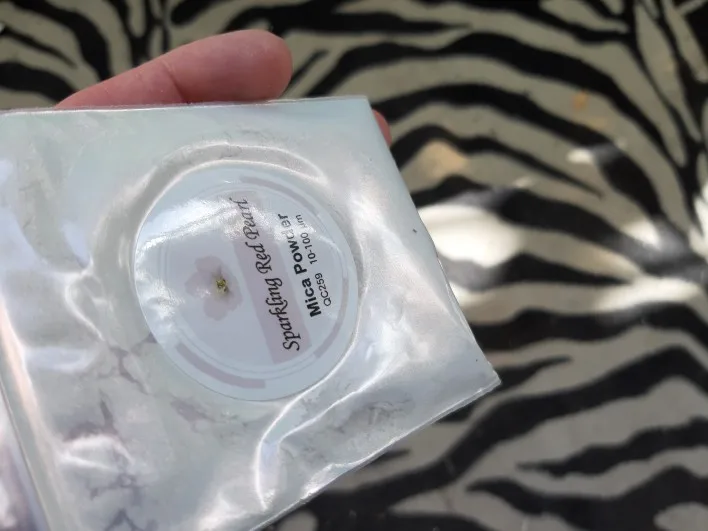 Sparkling Red Pearl
Mica Powder
QC259 10-100 µm